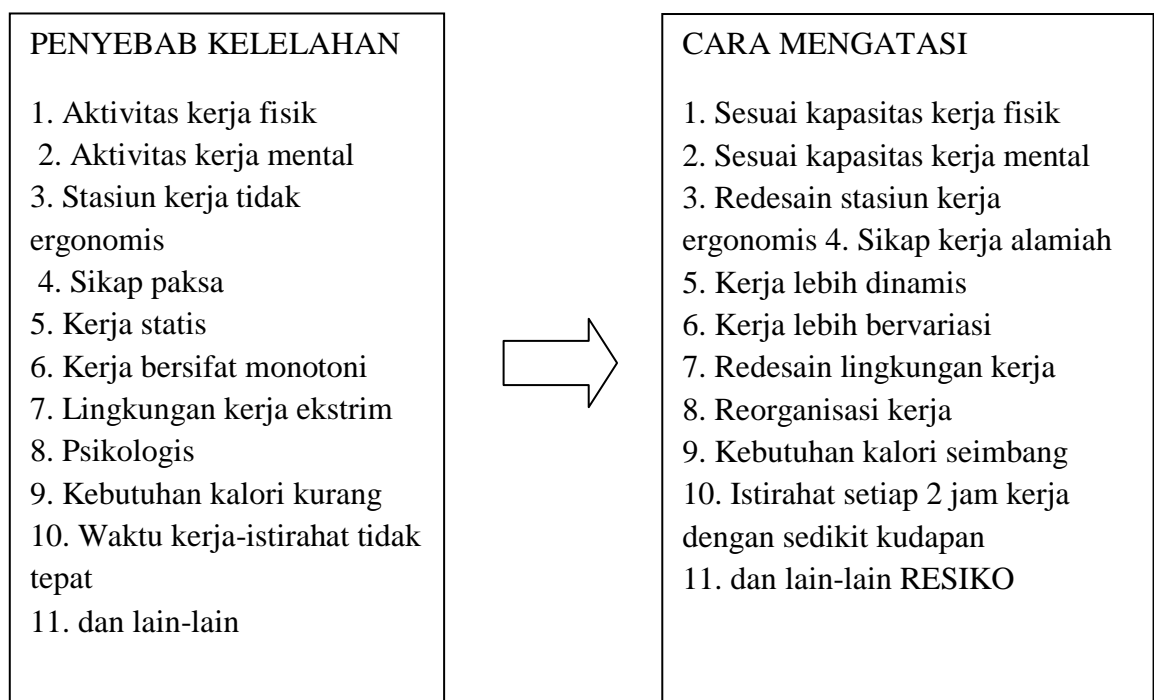 PENYEBAB KELELAHAN
1. Aktivitas kerja fisik
2. Aktivitas kerja mental
3. Stasiun kerja tidak
ergonomis
4. Sikap paksa
5. Kerja statis
6. Kerja bersifat monotoni
7. Lingkungan kerja ekstrim
8. Psikologis
9. Kebutuhan kalori kurang
10. Waktu kerja-istirahat tidak
tepat
11. dan lain-lain
CARA MENGATASI
1. Sesuai kapasitas kerja fisik
2. Sesuai kapasitas kerja mental
3. Redesain stasiun kerja
ergonomis 4. Sikap kerja alamiah
5. Kerja lebih dinamis
6. Kerja lebih bervariasi
7. Redesain lingkungan kerja
8. Reorganisasi kerja
9. Kebutuhan kalori seimbang
10. Istirahat setiap 2 jam kerja
dengan sedikit kudapan
11. dan lain-lain RESIKO